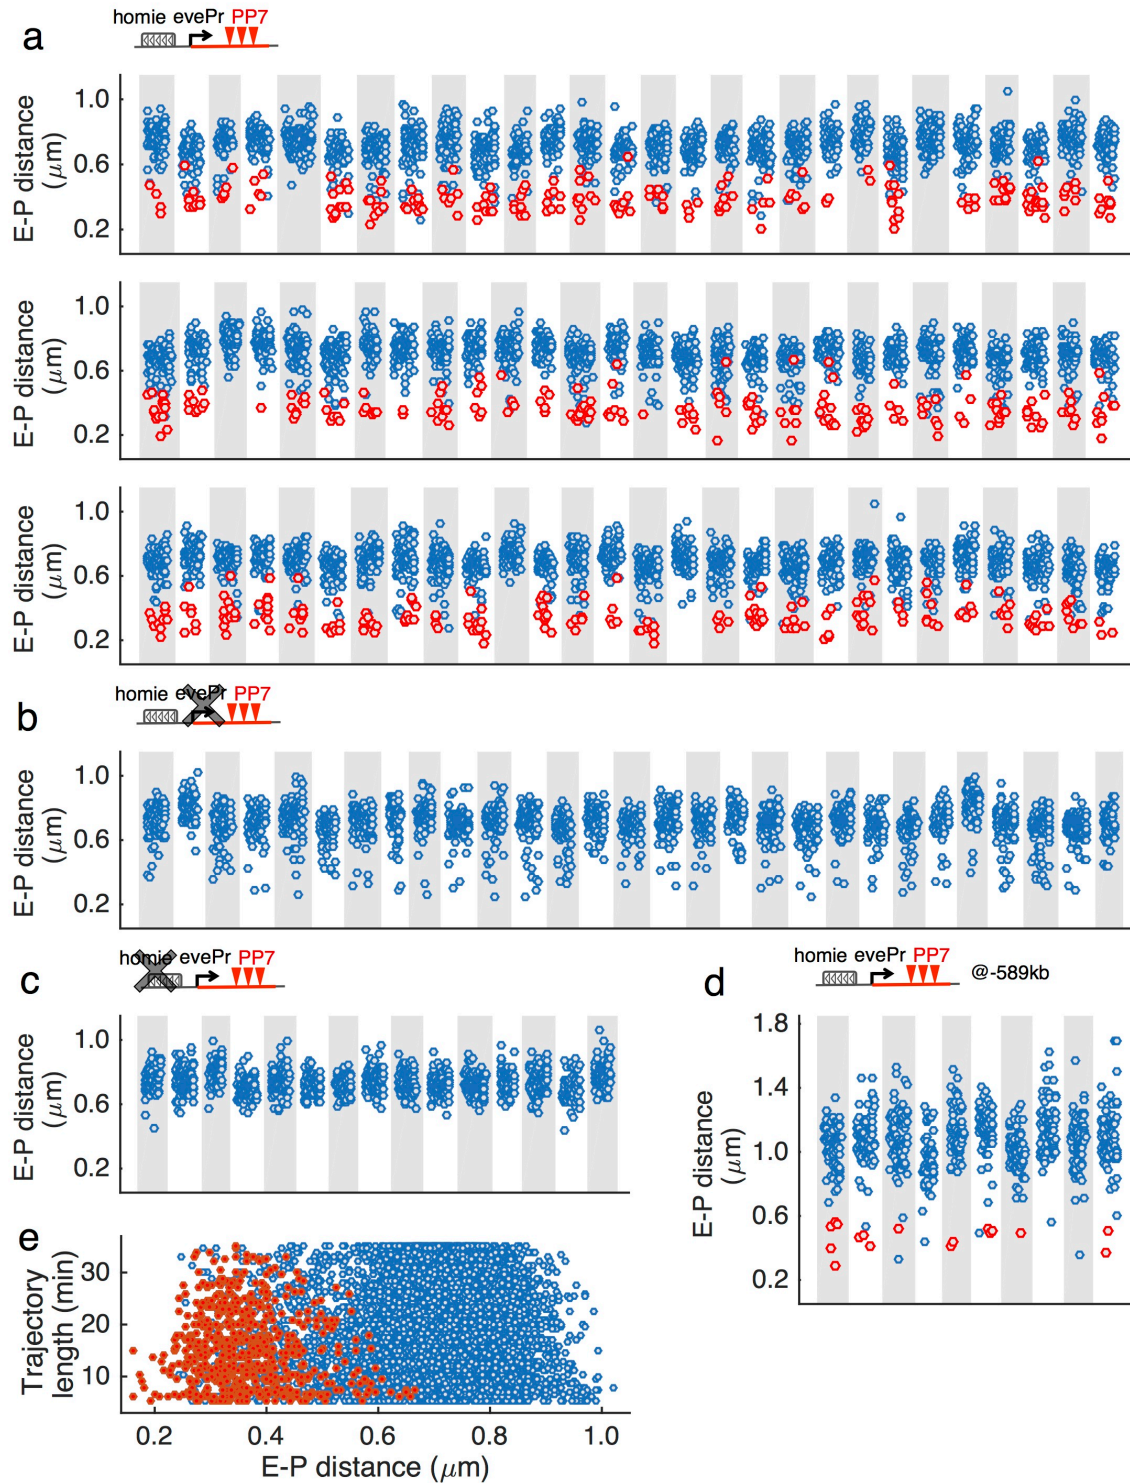 a
homie evePr PP7
E-P distance
(μm)
1.0
0.6
0.2
E-P distance
(μm)
1.0
0.6
0.2
E-P distance
(μm)
1.0
0.6
0.2
b
homie evePr PP7
E-P distance
(μm)
1.0
0.6
0.2
c
homie evePr PP7
E-P distance
(μm)
1.0
0.6
0.2
d
homie evePr PP7
@-589kb
E-P distance
(μm)
1.8
1.4
1.0
0.6
0.2
e
Trajectory
length (min)
30
20
10
0.2 0.4 0.6 0.8 1.0
E-P distance (μm)